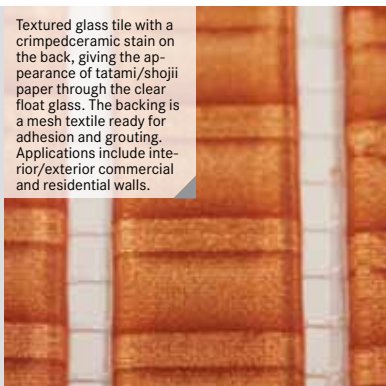 Textured glass tile with a
crimpedceramic stain on
the back, giving the ap-
pearance of tatami/shojii
paper through the clear
float glass. The backing is
a mesh textile ready for
adhesion and grouting.
Applications include inte-
rior/exterior commercial
and residential walls.